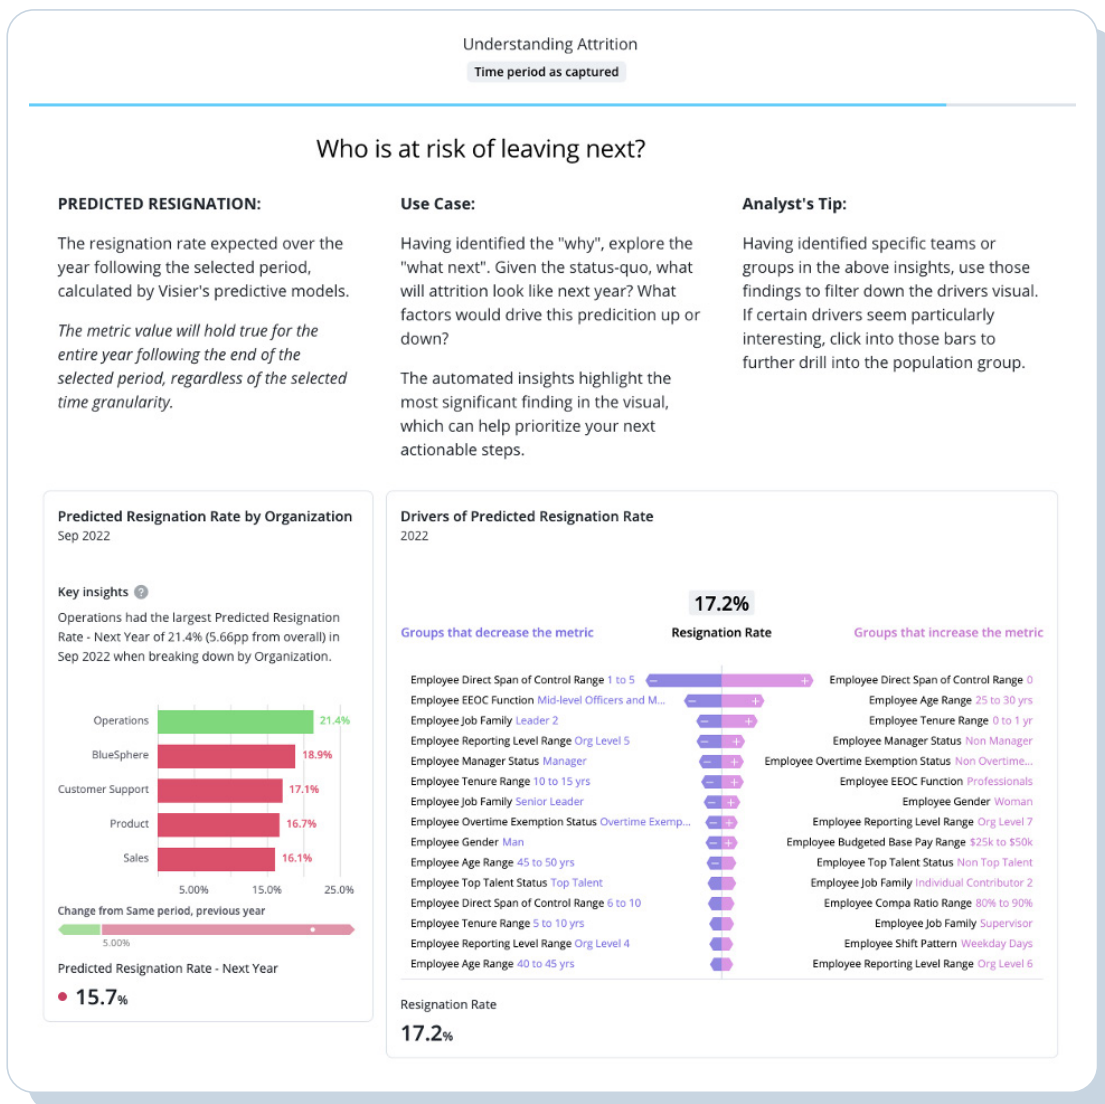 Understanding Attrition
Time period as captured
Who is at risk of leaving next?
PREDICTED RESIGNATION:
The resignation rate expected over the
year following the selected period,
calculated by Visier's predictive models.
The metric value will hold true for the
entire year following the end of the
selected period, regardless of the selected
time granularity.
Use Case:
Having identified the "why", explore the
"what next". Given the status-quo, what
will attrition look like next year? What
factors would drive this predicition up or
down?
The automated insights highlight the
most significant finding in the visual,
which can help prioritize your next
actionable steps.
Analyst's Tip:
Having identified specific teams or
groups in the above insights, use those
findings to filter down the drivers visual.
If certain drivers seem particularly
interesting, click into those bars to
further drill into the population group.
Predicted Resignation Rate by Organization
Sep 2022
Key insights ?
Operations had the largest Predicted Resignation
Rate - Next Year of 21.4% (5.66pp from overall) in
Sep 2022 when breaking down by Organization.
Operations 21.4%
BlueSphere 18.9%
Customer Support 17.1%
Product 16.7%
Sales 16.1%
5.00% 15.0% 25.0%
Change from Same period, previous year
5.00%
Predicted Resignation Rate - Next Year
15.7%
Drivers of Predicted Resignation Rate
2022
17.2%
Groups that decrease the metric Resignation Rate Groups that increase the metric
Employee Direct Span of Control Range 1 to 5 − + Employee Direct Span of Control Range 0
Employee EEOC Function Mid-level Officers and M... − + Employee Age Range 25 to 30 yrs
Employee Job Family Leader 2 − + Employee Tenure Range 0 to 1 yr
Employee Reporting Level Range Org Level 5 − + Employee Manager Status Non Manager
Employee Manager Status Manager − + Employee Overtime Exemption Status Non Overtime...
Employee Tenure Range 10 to 15 yrs − + Employee EEOC Function Professionals
Employee Job Family Senior Leader − + Employee Gender Woman
Employee Overtime Exemption Status Overtime Exemp... − + Employee Reporting Level Range Org Level 7
Employee Gender Man − + Employee Budgeted Base Pay Range $25k to $50k
Employee Age Range 45 to 50 yrs − Employee Top Talent Status Non Top Talent
Employee Top Talent Status Top Talent Employee Job Family Individual Contributor 2
Employee Direct Span of Control Range 6 to 10 Employee Compa Ratio Range 80% to 90%
Employee Tenure Range 5 to 10 yrs Employee Job Family Supervisor
Employee Reporting Level Range Org Level 4 Employee Shift Pattern Weekday Days
Employee Age Range 40 to 45 yrs Employee Reporting Level Range Org Level 6
Resignation Rate
17.2%